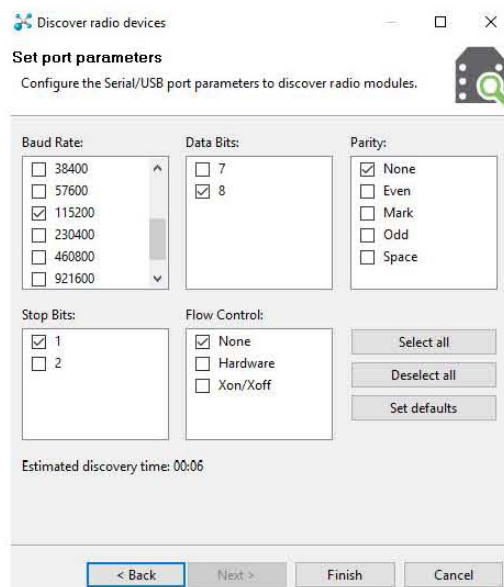 Discover radio devices
Set port parameters
Configure the Serial/USB port parameters to discover radio modules.
Baud Rate:
38400
57600
115200
230400
460800
921600
Data Bits:
7
8
Parity:
None
Even
Mark
Odd
Space
Stop Bits:
1
2
Flow Control:
None
Hardware
Xon/Xoff
Select all
Deselect all
Set defaults
Estimated discovery time: 00:06
< Back
Next >
Finish
Cancel